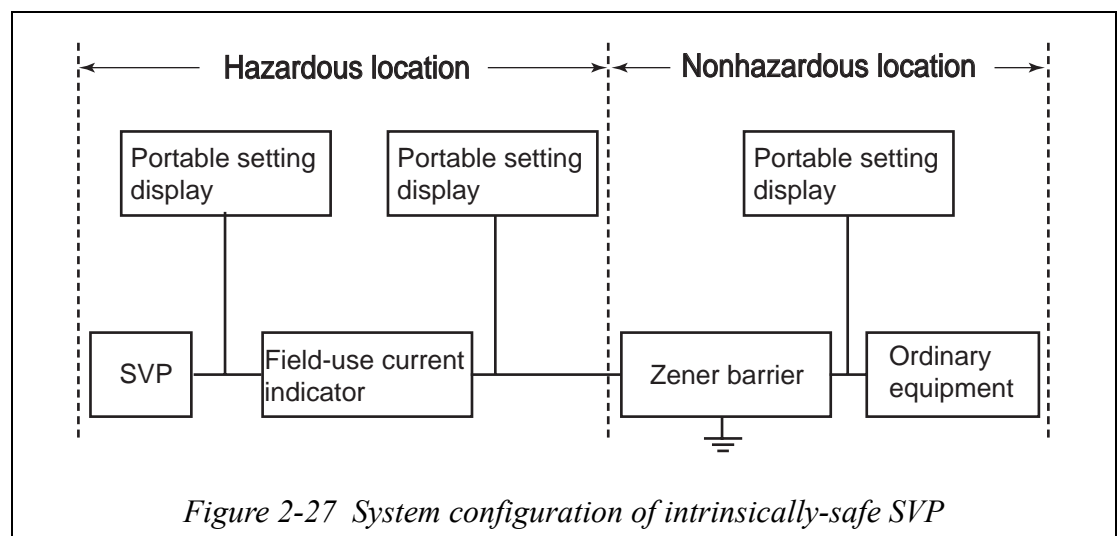 Hazardous location
Nonhazardous location
Portable setting
display
Portable setting
display
Portable setting
display
SVP
Field-use current
indicator
Zener barrier
Ordinary
equipment
Figure 2-27 System configuration of intrinsically-safe SVP